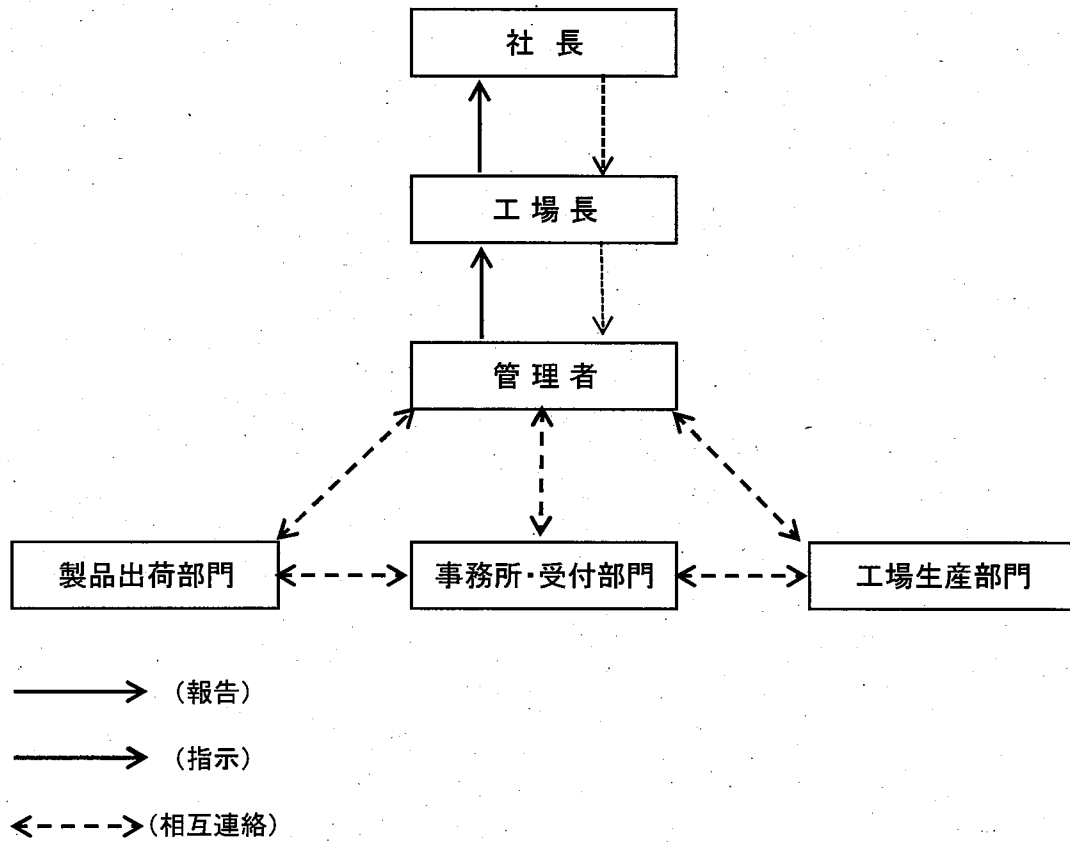 社長
工場長
管理者
製品出荷部門
事務所・受付部門
工場生産部門
（報告）
（指示）
（相互連絡）